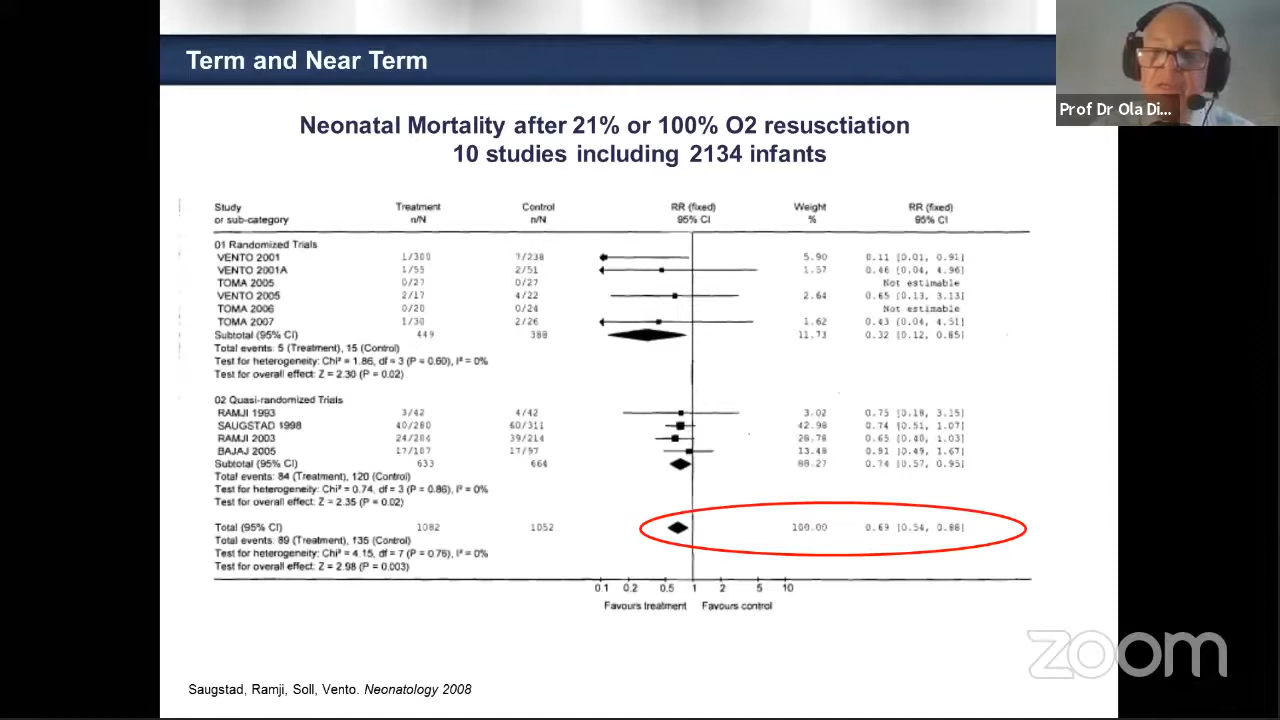 Term and Near Term
Prof Dr Ola Di...
Neonatal Mortality after 21% or 100% O2 resusctiation
10 studies including 2134 infants
Study Treatment Control RR (fixed) Weight RR (fixed)
or sub-category n/N n/N 95% CI % 95% CI
01 Randomized Trials
VENTO 2001 1/300 7/238 5.90 0.11 [0.01, 0.91]
VENTO 2001A 1/55 2/51 1.57 0.46 [0.04, 4.96]
TOMA 2005 0/27 0/27 Not estimable
VENTO 2005 2/17 4/22 2.64 0.65 [0.13, 3.13]
TOMA 2006 0/20 0/24 Not estimable
TOMA 2007 1/30 2/26 1.62 0.43 [0.04, 4.51]
Subtotal (95% CI) 449 388 11.73 0.32 [0.12, 0.85]
Total events: 5 (Treatment), 15 (Control)
Test for heterogeneity: Chi² = 1.86, df = 3 (P = 0.60), I² = 0%
Test for overall effect: Z = 2.30 (P = 0.02)
02 Quasi-randomized Trials
RAMJI 1993 3/42 4/42 3.02 0.75 [0.18, 3.15]
SAUGSTAD 1998 40/280 60/311 42.98 0.74 [0.51, 1.07]
RAMJI 2003 24/204 39/214 28.78 0.65 [0.40, 1.03]
BAJAJ 2005 17/107 17/97 13.48 0.91 [0.49, 1.67]
Subtotal (95% CI) 633 664 88.27 0.74 [0.57, 0.95]
Total events: 84 (Treatment), 120 (Control)
Test for heterogeneity: Chi² = 0.74, df = 3 (P = 0.86), I² = 0%
Test for overall effect: Z = 2.35 (P = 0.02)
Total (95% CI) 1082 1052 100.00 0.69 [0.54, 0.88]
Total events: 89 (Treatment), 135 (Control)
Test for heterogeneity: Chi² = 4.15, df = 7 (P = 0.76), I² = 0%
Test for overall effect: Z = 2.98 (P = 0.003)
0.1 0.2 0.5 1 2 5 10
Favours treatment Favours control
zoom
Saugstad, Ramji, Soll, Vento. Neonatology 2008